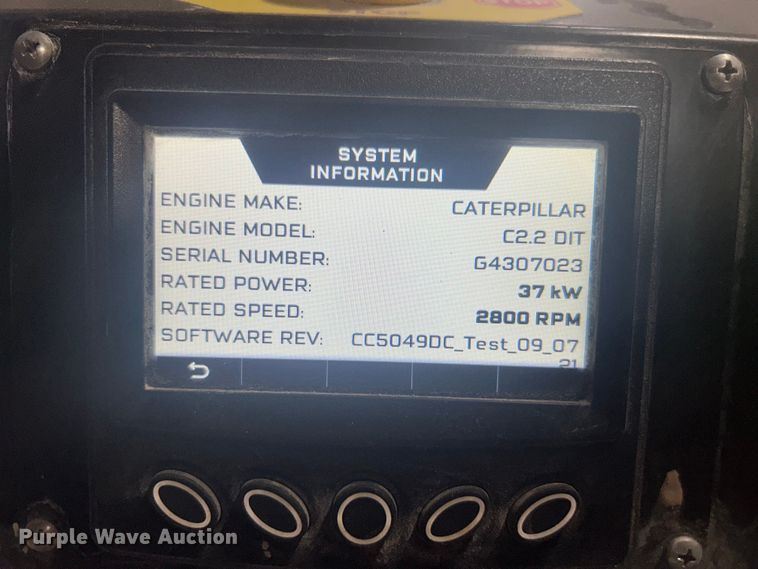 SYSTEM
INFORMATION
ENGINE MAKE: CATERPILLAR
ENGINE MODEL: C2.2 DIT
SERIAL NUMBER: G4307023
RATED POWER: 37 kW
RATED SPEED: 2800 RPM
SOFTWARE REV: CC5049DC_Test_09_07
21
Purple Wave Auction